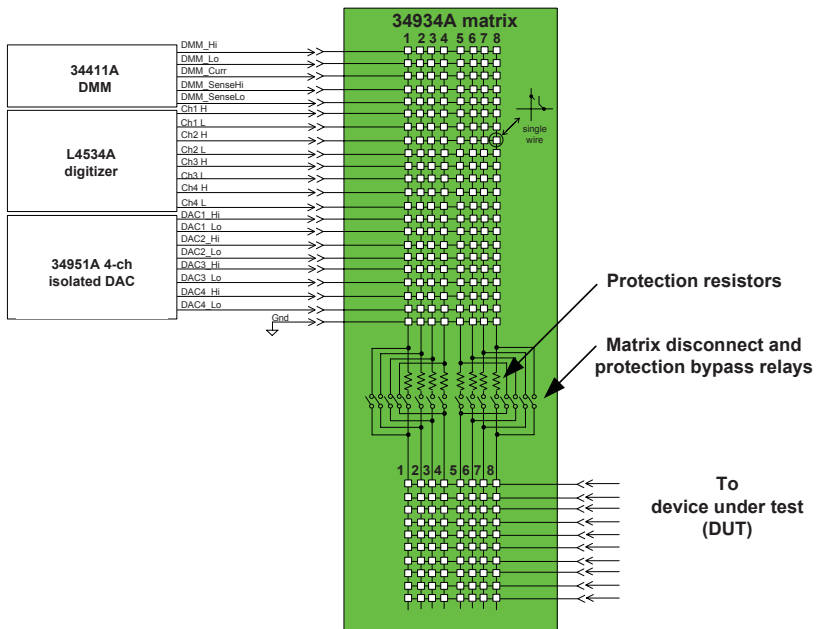 34934A matrix
1 2 3 4 5 6 7 8
34411A
DMM
DMM_Hi
DMM_Lo
DMM_Curr
DMM_SenseHi
DMM_SenseLo
L4534A
digitizer
Ch1 H
Ch1 L
Ch2 H
Ch2 L
Ch3 H
Ch3 L
Ch4 H
Ch4 L
34951A 4-ch
isolated DAC
DAC1_Hi
DAC1_Lo
DAC2_Hi
DAC2_Lo
DAC3_Hi
DAC3_Lo
DAC4_Hi
DAC4_Lo
Gnd
single
wire
Protection resistors
Matrix disconnect and
protection bypass relays
1 2 3 4 5 6 7 8
To
device under test
(DUT)